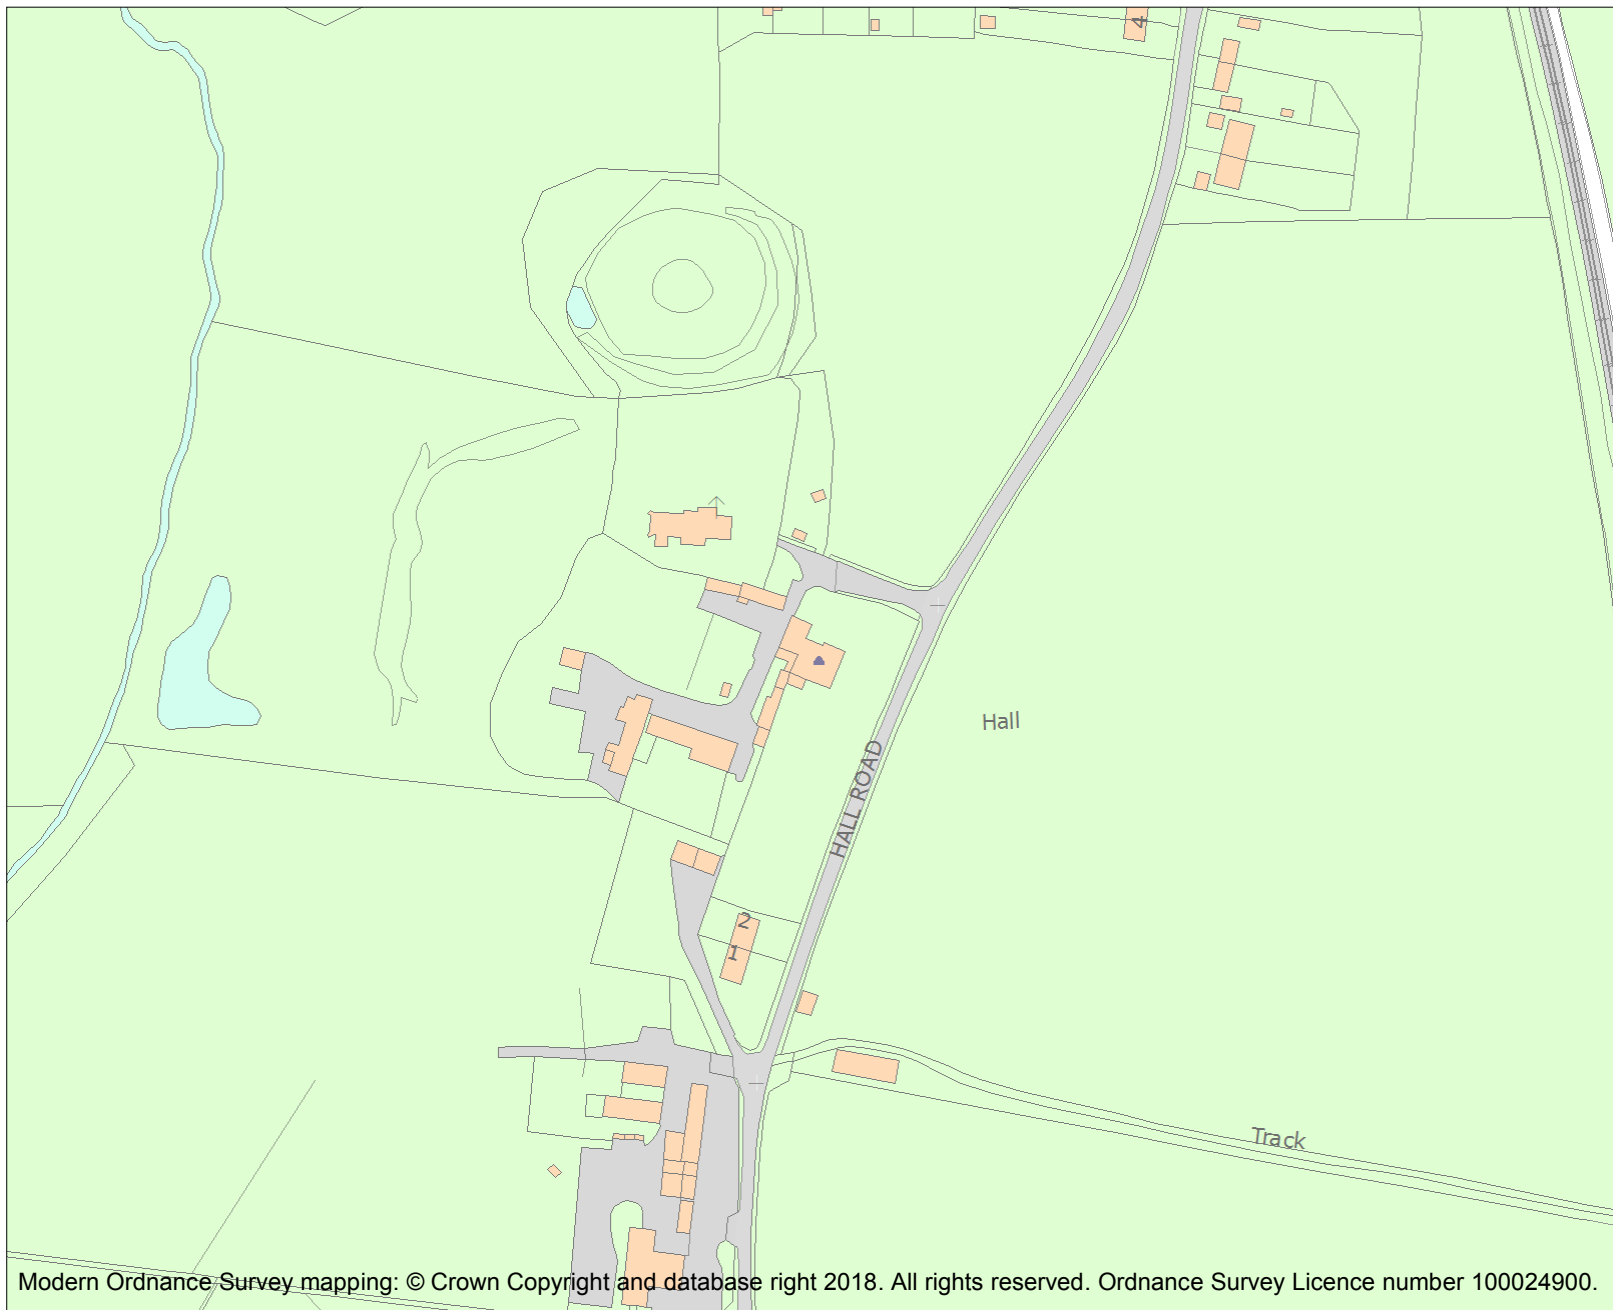 4
Hall
HALL ROAD
2
1
Track
Modern Ordnance Survey mapping: © Crown Copyright and database right 2018. All rights reserved. Ordnance Survey Licence number 100024900.